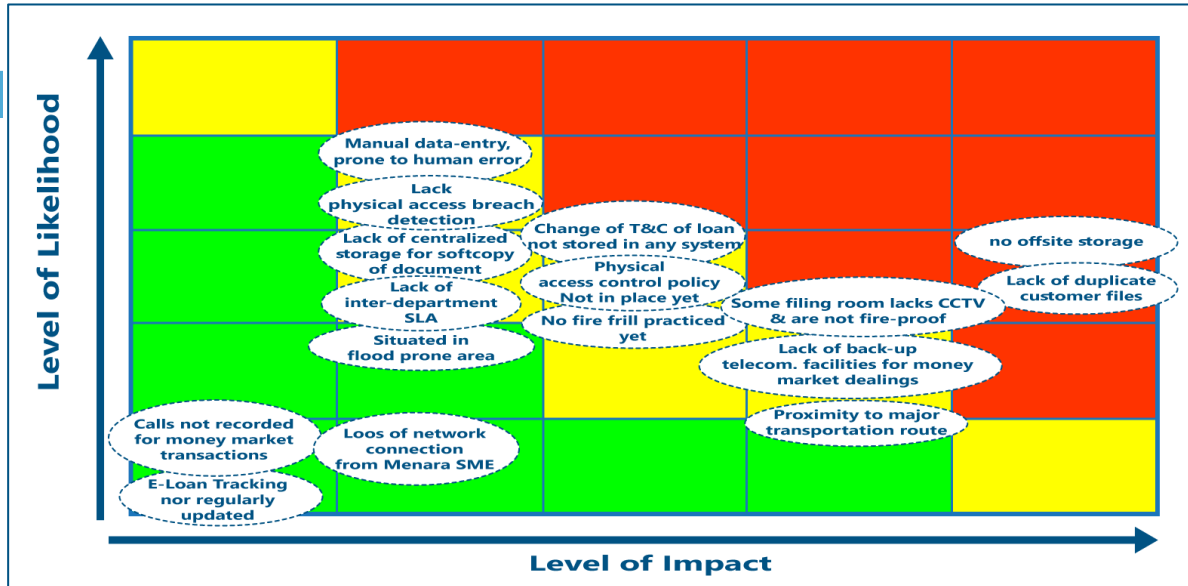 Level of Likelihood
Manual data-entry,
prone to human error
Lack
physical access breach
detection
Lack of centralized
storage for softcopy
of document
Lack of
inter-department
SLA
Situated in
flood prone area
Change of T&C of loan
not stored in any system
Physical
access control policy
Not in place yet
No fire frill practiced
yet
no offsite storage
Lack of duplicate
customer files
Some filing room lacks CCTV
& are not fire-proof
Lack of back-up
telecom. facilities for money
market dealings
Proximity to major
transportation route
Calls not recorded
for money market
transactions
E-Loan Tracking
nor regularly
updated
Loos of network
connection
from Menara SME
Level of Impact